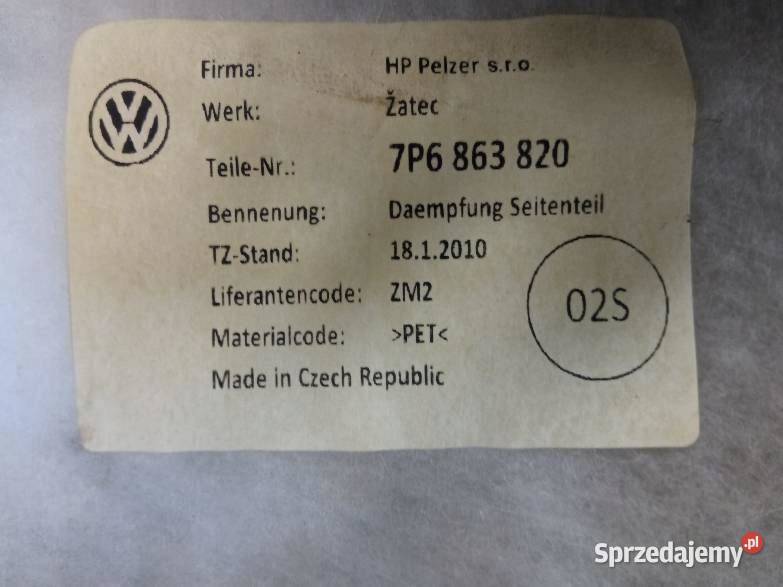 Firma: HP Pelzer s.r.o.
Werk: Žatec
Teile-Nr.: 7P6 863 820
Bennenung: Daempfung Seitenteil
TZ-Stand: 18.1.2010
Liferantencode: ZM2
Materialcode: >PET<
02S
Made in Czech Republic
Sprzedajemy.pl